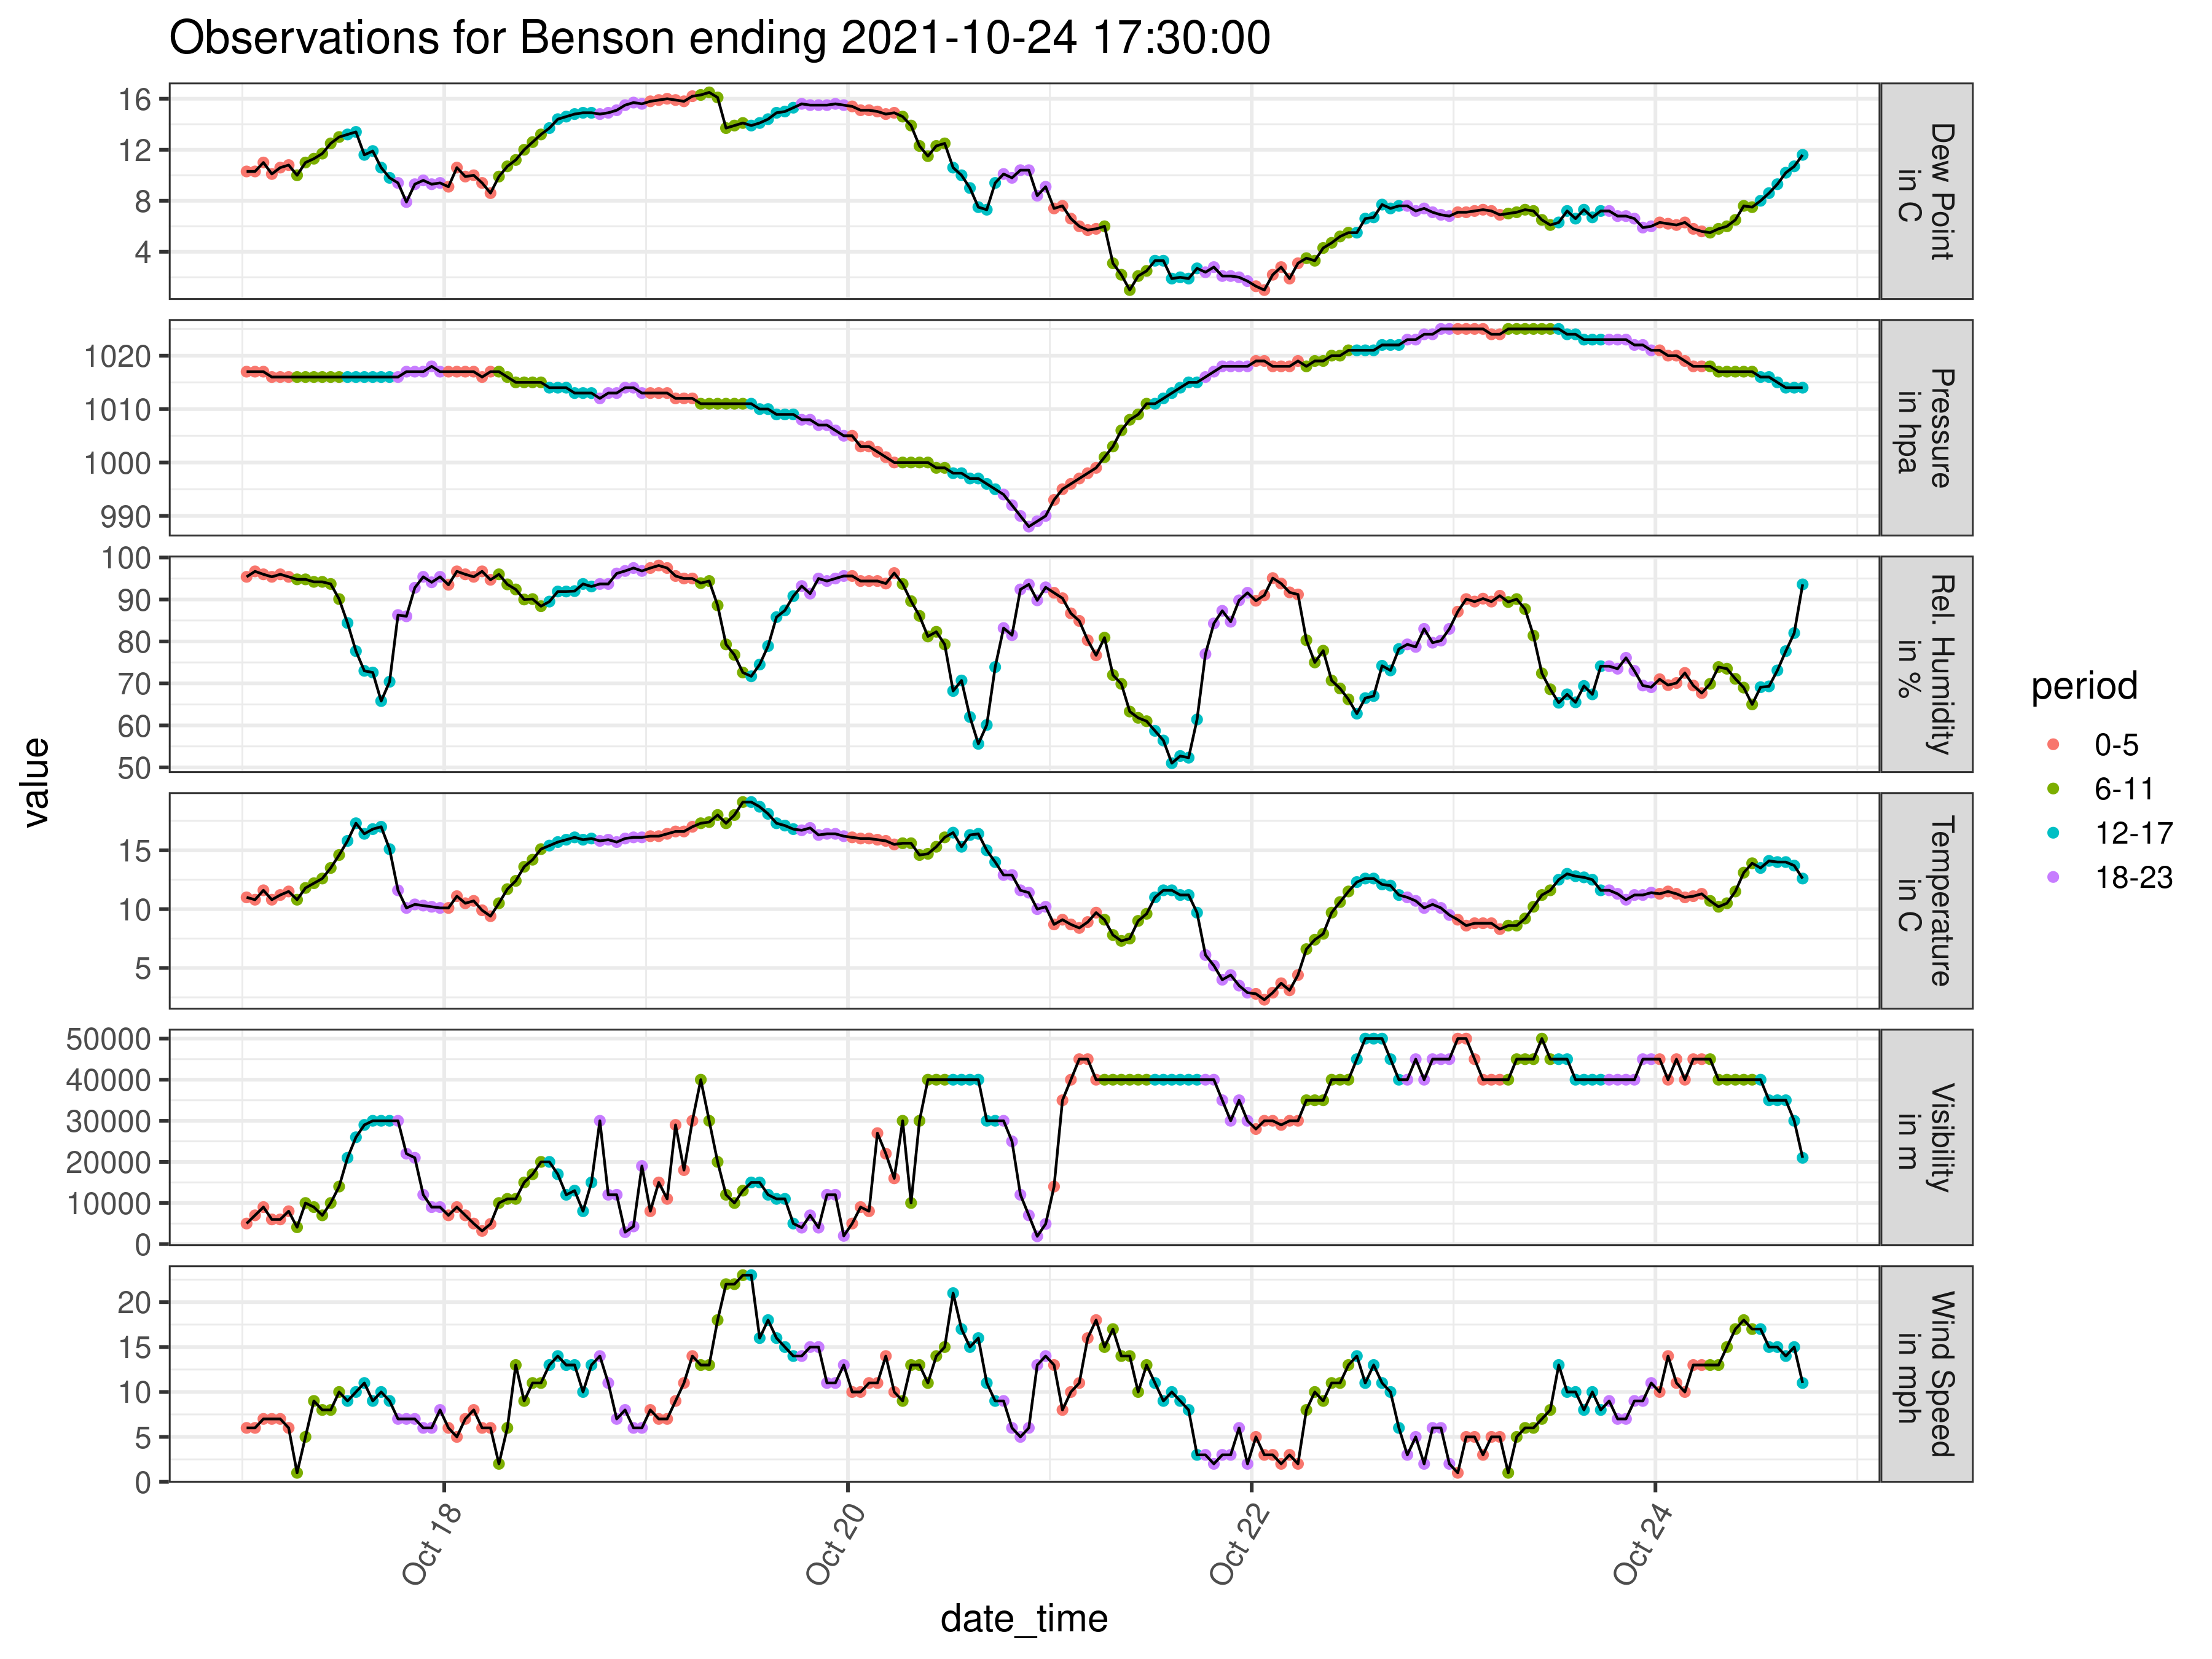 Observations for Benson ending 2021-10-24 17:30:00
16
12
8
4
Dew Point
in C
1020
1010
1000
990
Pressure
in hpa
100
90
80
70
60
50
Rel. Humidity
in %
15
10
5
Temperature
in C
50000
40000
30000
20000
10000
0
Visibility
in m
20
15
10
5
0
Wind Speed
in mph
Oct 18
Oct 20
Oct 22
Oct 24
date_time
value
period
0-5
6-11
12-17
18-23